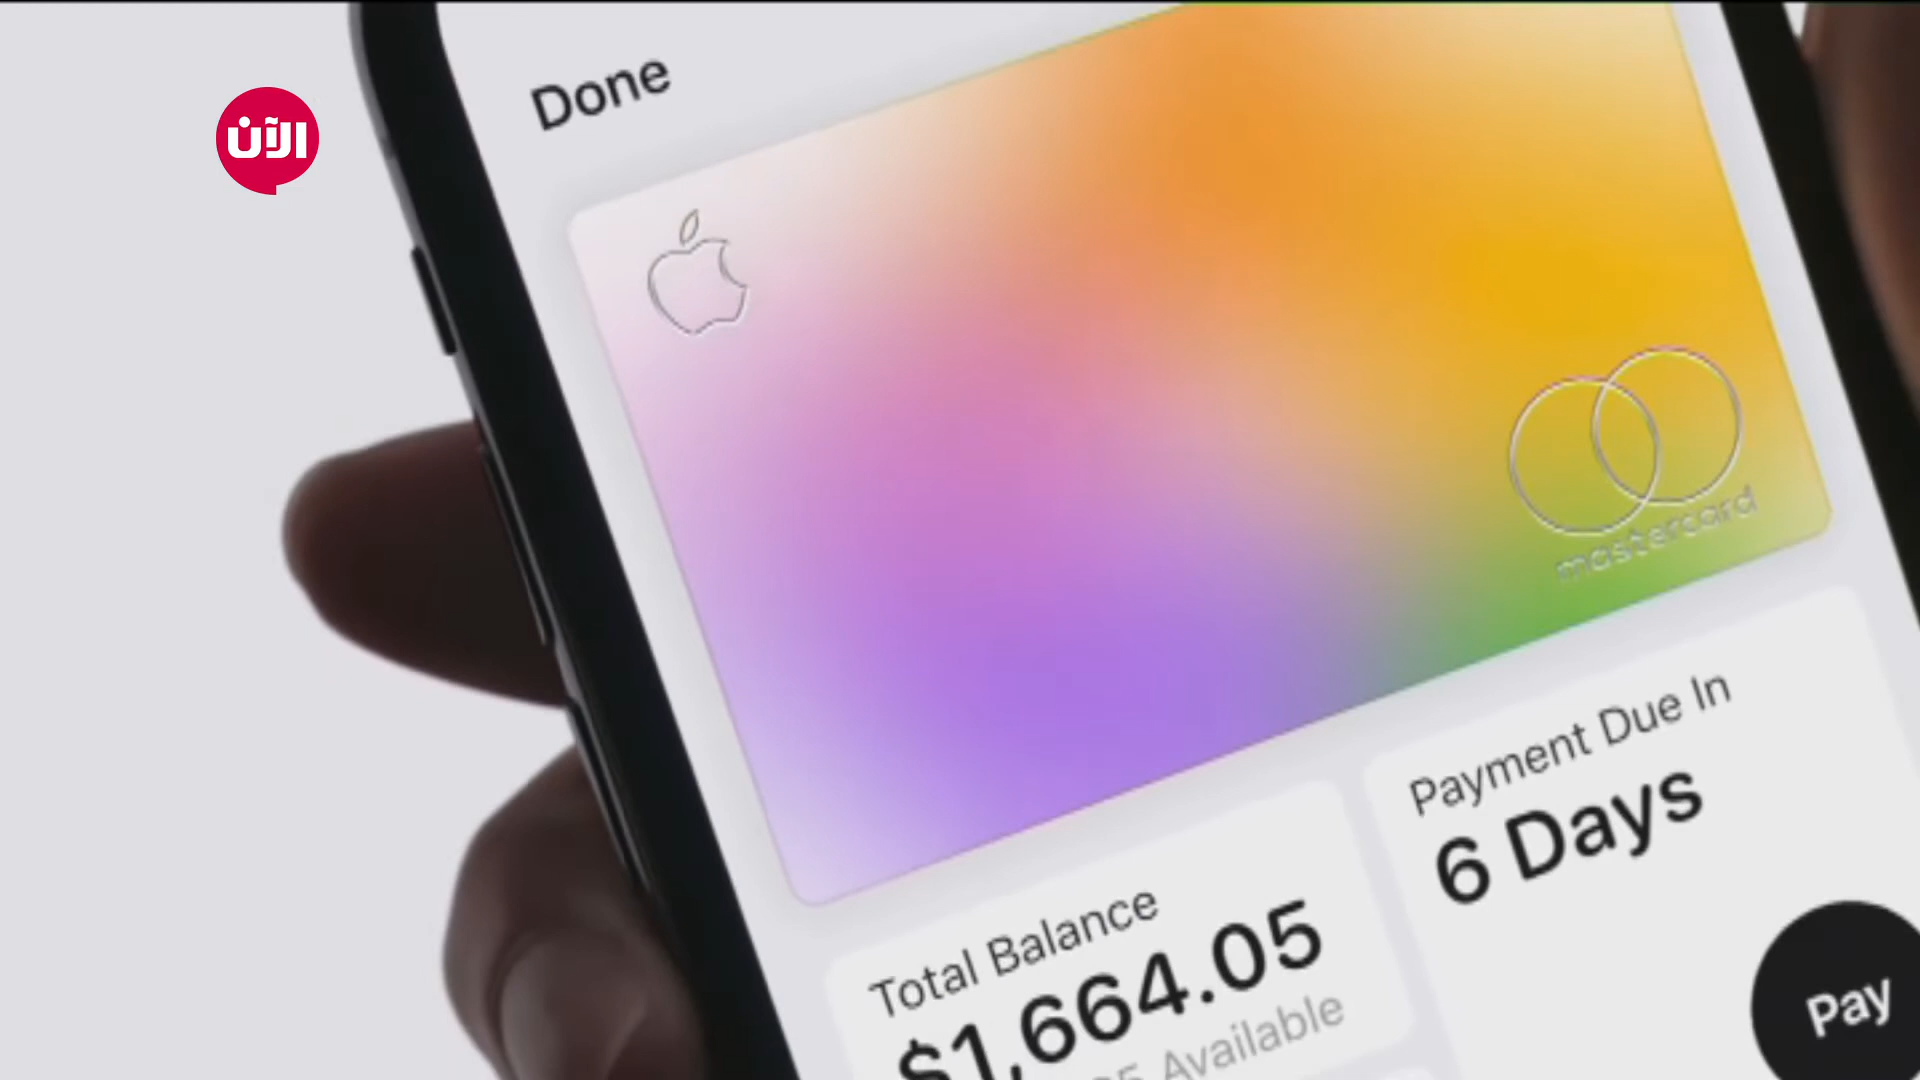 الآن
Done
mastercard
Total Balance
$1,664.05
Available
Payment Due In
6 Days
Pay